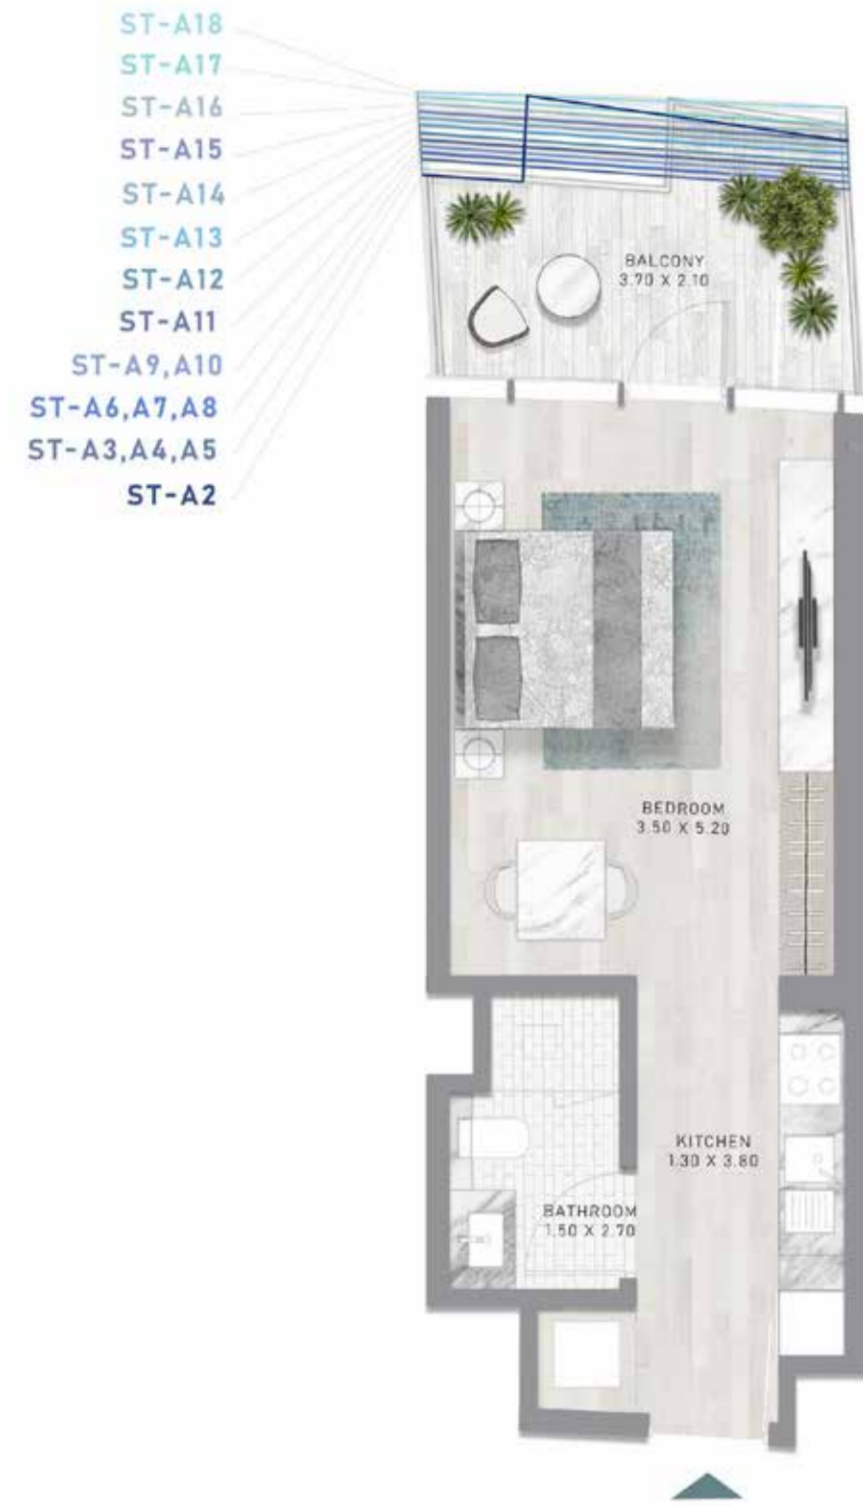 ST-A18
ST-A17
ST-A16
ST-A15
ST-A14
ST-A13
ST-A12
ST-A11
ST-A9,A10
ST-A6,A7,A8
ST-A3,A4,A5
ST-A2
BALCONY
3.70 X 2.10
BEDROOM
3.50 X 5.20
KITCHEN
1.30 X 3.80
BATHROOM
1.50 X 2.70